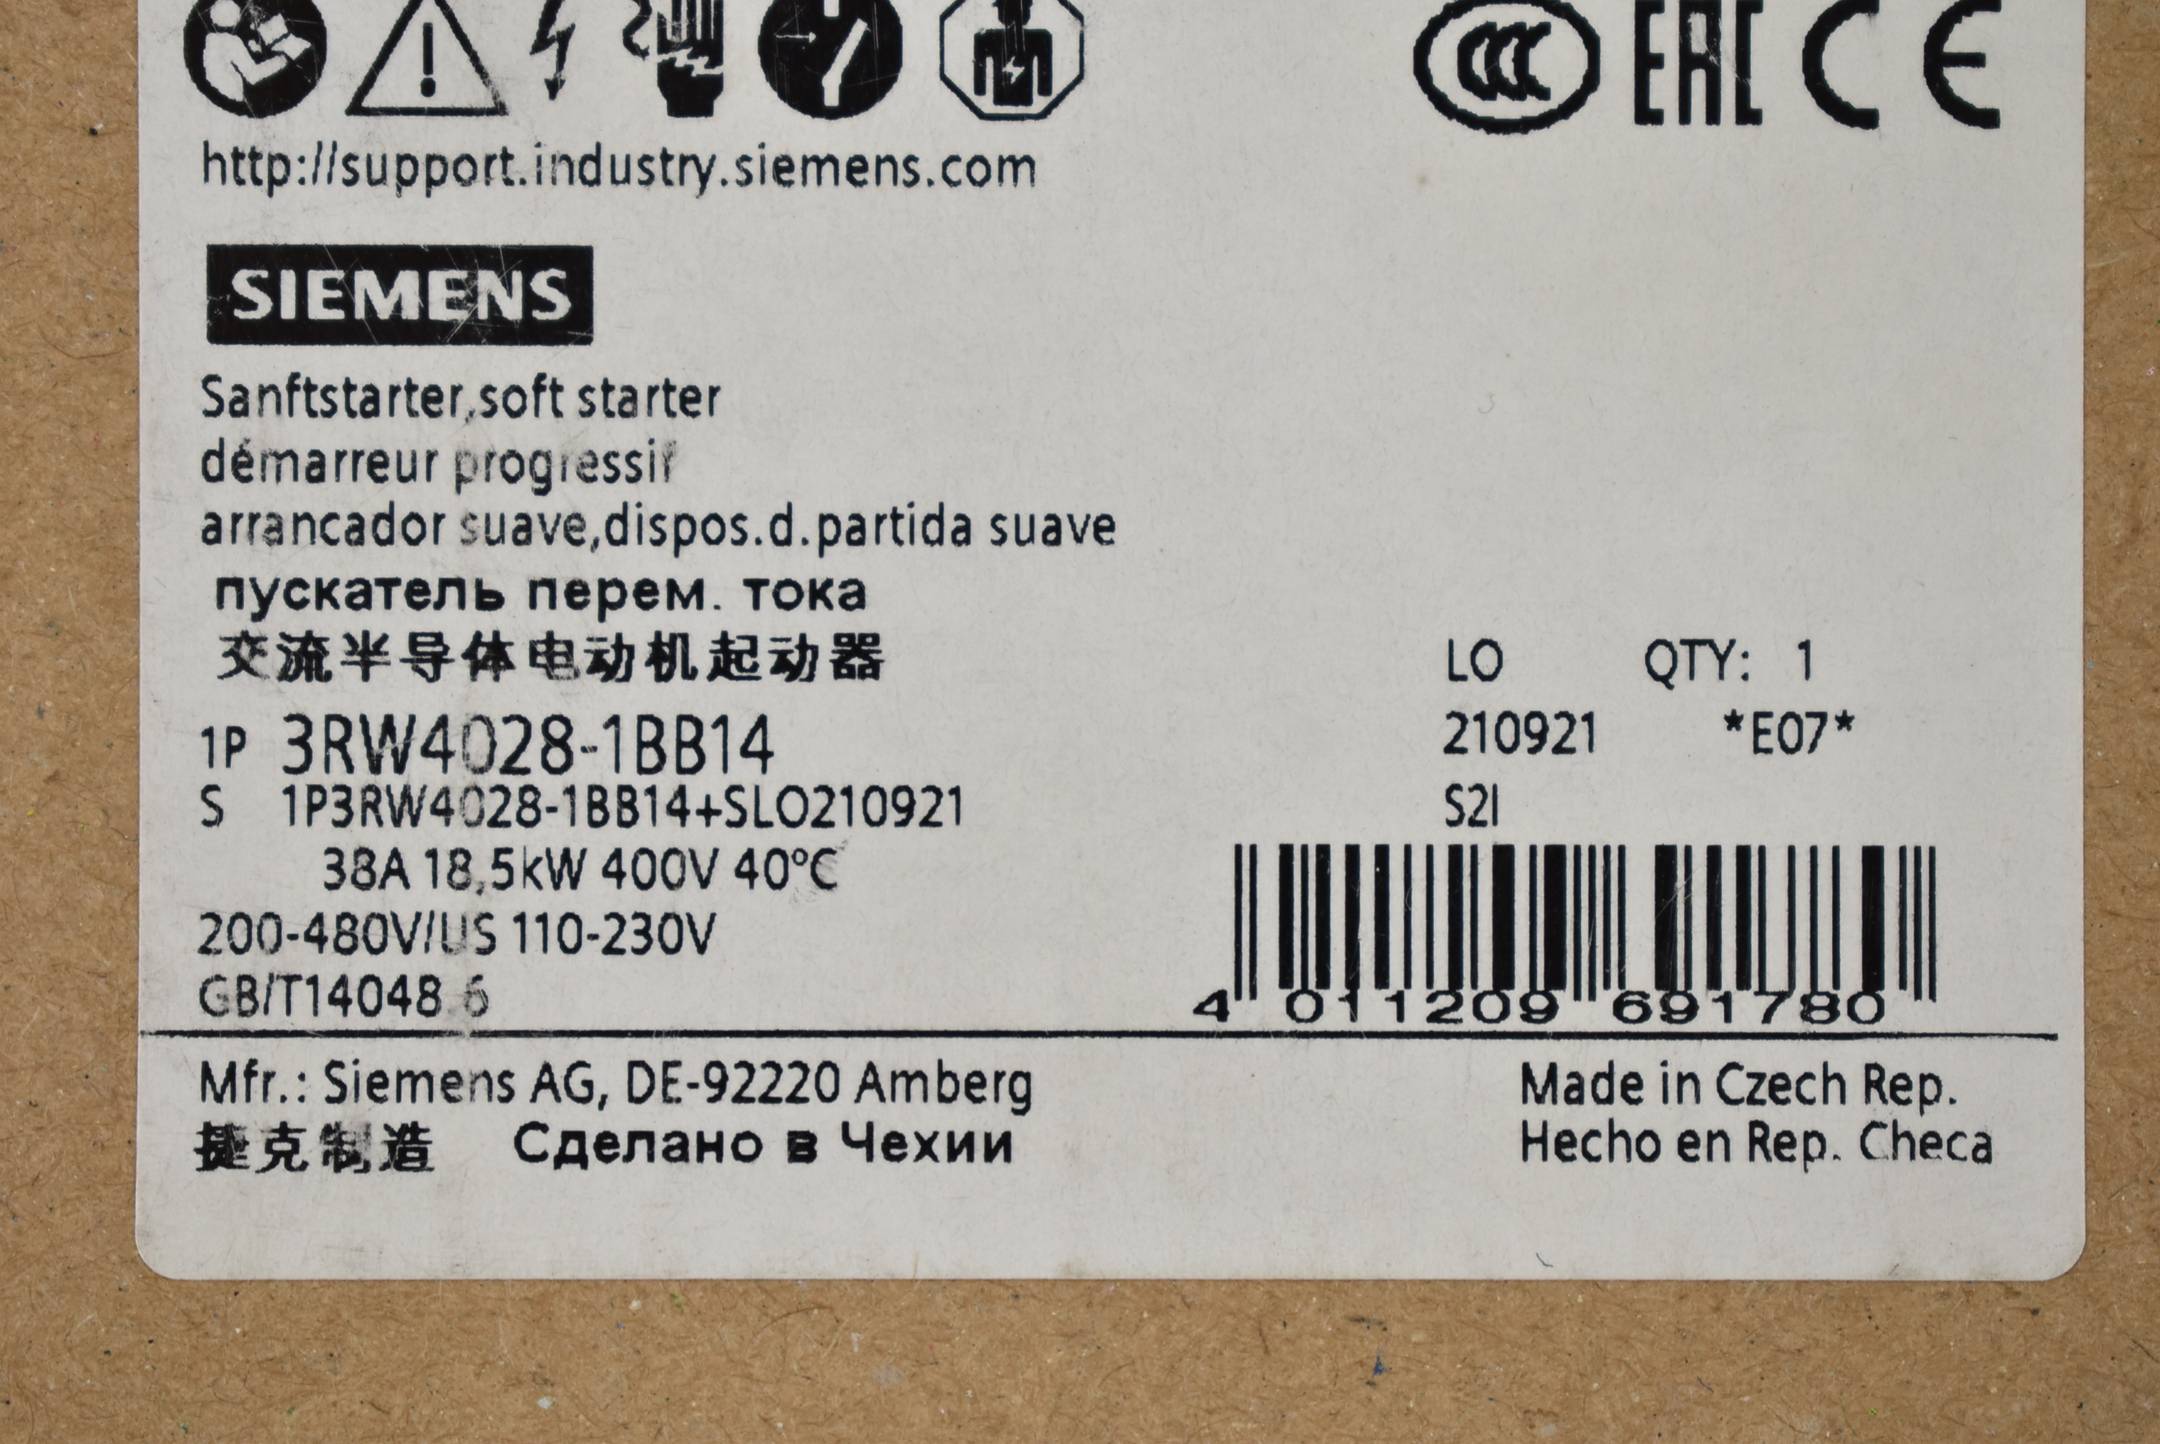 CCC EAC CE
http://support.industry.siemens.com
SIEMENS
Sanftstarter,soft starter
démarreur progressif
arrancador suave,dispos.d.partida suave
пускатель перем. тока
交流半导体电动机起动器
LO QTY: 1
1P 3RW4028-1BB14
210921 *E07*
S 1P3RW4028-1BB14+SLO210921
S2I
38A 18,5kW 400V 40°C
200-480V/US 110-230V
GB/T14048.6
4 011209 691780
Mfr.: Siemens AG, DE-92220 Amberg
Made in Czech Rep.
捷克制造 Сделано в Чехии
Hecho en Rep. Checa